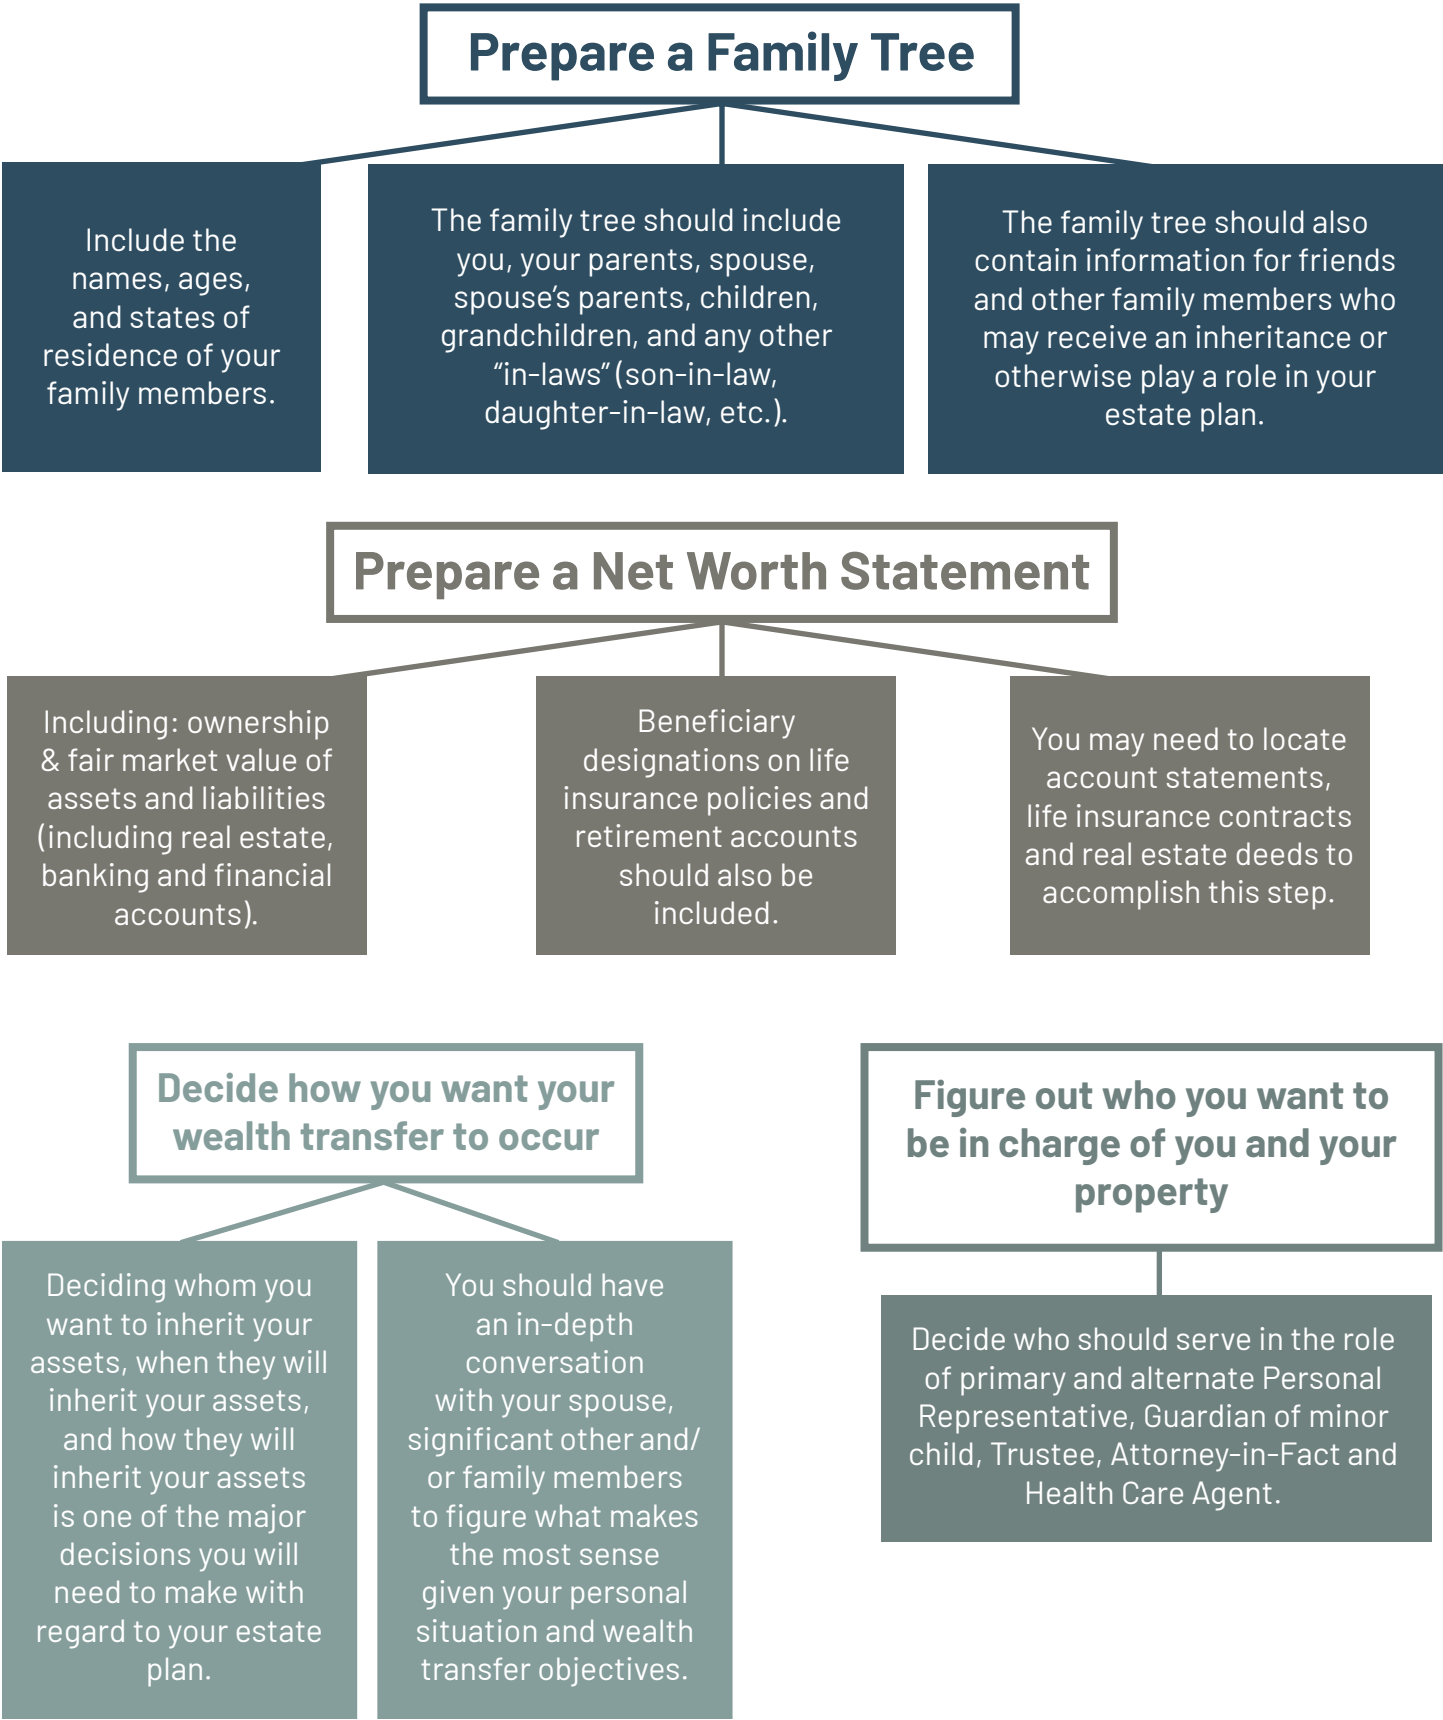 Prepare a Family Tree
Include the
names, ages,
and states of
residence of your
family members.
The family tree should include
you, your parents, spouse,
spouse’s parents, children,
grandchildren, and any other
“in-laws” (son-in-law,
daughter-in-law, etc.).
The family tree should also
contain information for friends
and other family members who
may receive an inheritance or
otherwise play a role in your
estate plan.
Prepare a Net Worth Statement
Including: ownership
& fair market value of
assets and liabilities
(including real estate,
banking and financial
accounts).
Beneficiary
designations on life
insurance policies and
retirement accounts
should also be
included.
You may need to locate
account statements,
life insurance contracts
and real estate deeds to
accomplish this step.
Decide how you want your
wealth transfer to occur
Deciding whom you
want to inherit your
assets, when they will
inherit your assets,
and how they will
inherit your assets
is one of the major
decisions you will
need to make with
regard to your estate
plan.
You should have
an in-depth
conversation
with your spouse,
significant other and/
or family members
to figure what makes
the most sense
given your personal
situation and wealth
transfer objectives.
Figure out who you want to
be in charge of you and your
property
Decide who should serve in the role
of primary and alternate Personal
Representative, Guardian of minor
child, Trustee, Attorney-in-Fact and
Health Care Agent.